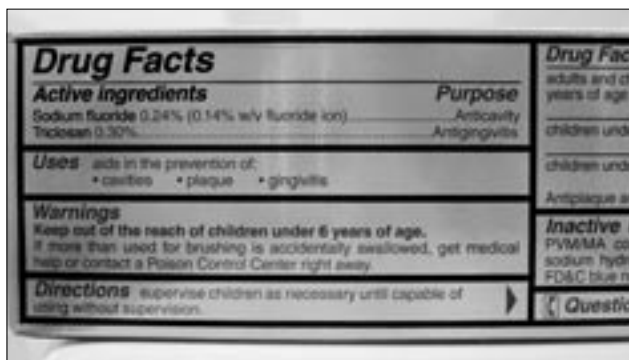 Drug Facts
Active ingredients Purpose
Sodium fluoride 0.24% (0.14% w/v fluoride ion) Anticavity
Triclosan 0.30% Antigingivitis
Uses aids in the prevention of:
• cavities • plaque • gingivitis
Warnings
Keep out of the reach of children under 6 years of age.
If more than used for brushing is accidentally swallowed, get medical
help or contact a Poison Control Center right away.
Directions supervise children as necessary until capable of
using without supervision.
Drug Fac
adults and c
years of age
children unde
children unde
Antiplaque a
Inactive
PVM/MA co
sodium hydr
FD&C blue n
Questio